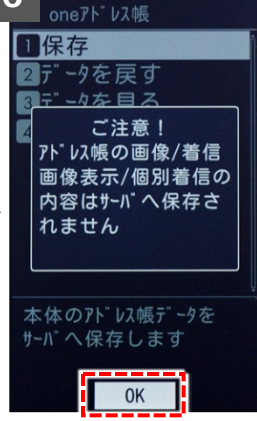 oneｱﾄﾞﾚｽ帳
1 保存
2 ﾃﾞｰﾀを戻す
3 ﾃﾞｰﾀを見る
4
ご注意！
ｱﾄﾞﾚｽ帳の画像/着信
画像表示/個別着信の
内容はｻｰﾊﾞへ保存さ
れません
本体のｱﾄﾞﾚｽ帳ﾃﾞｰﾀを
ｻｰﾊﾞへ保存します
OK